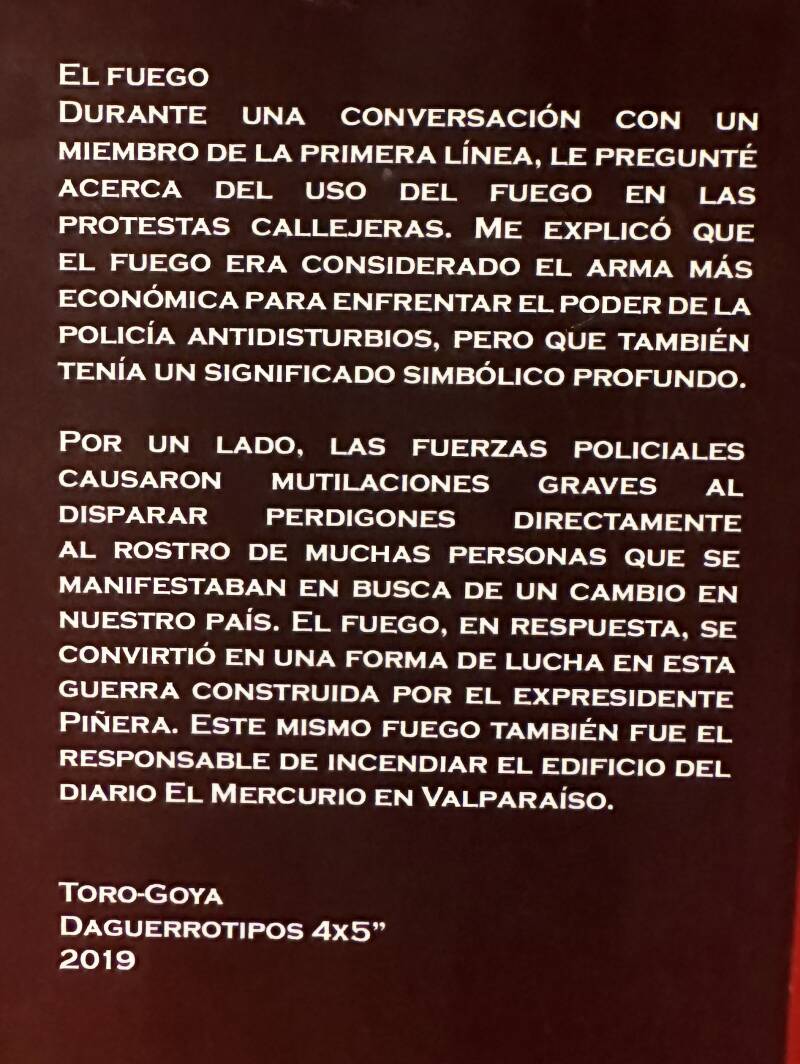 El fuego
Durante una conversación con un
miembro de la primera línea, le pregunté
acerca del uso del fuego en las
protestas callejeras. Me explicó que
el fuego era considerado el arma más
económica para enfrentar el poder de la
policía antidisturbios, pero que también
tenía un significado simbólico profundo.
Por un lado, las fuerzas policiales
causaron mutilaciones graves al
disparar perdigones directamente
al rostro de muchas personas que se
manifestaban en busca de un cambio en
nuestro país. El fuego, en respuesta, se
convirtió en una forma de lucha en esta
guerra construida por el expresidente
Piñera. Este mismo fuego también fue el
responsable de incendiar el edificio del
diario El Mercurio en Valparaíso.
Toro-Goya
Daguerrotipos 4x5”
2019